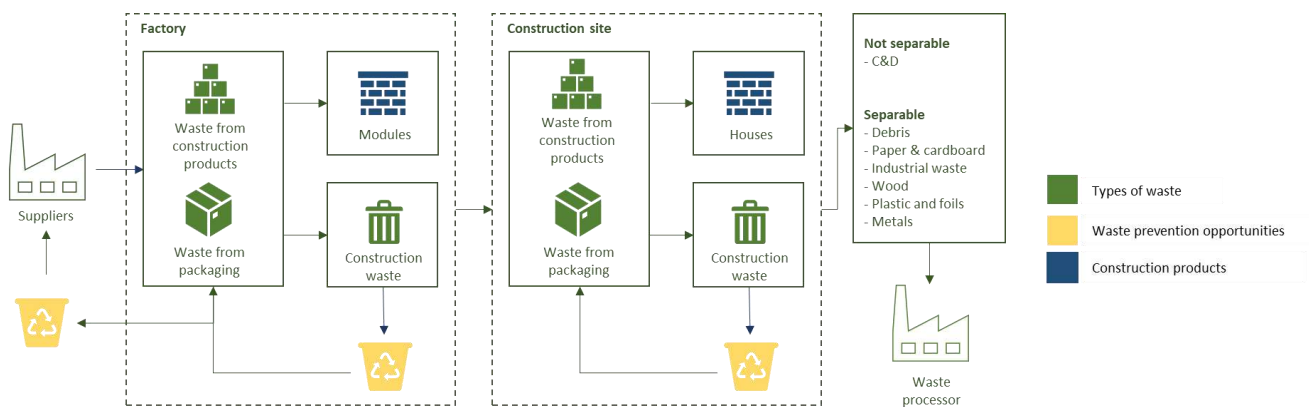 Factory
Waste from
construction
products
Waste from
packaging
Modules
Construction
waste
Suppliers
Construction site
Waste from
construction
products
Waste from
packaging
Houses
Construction
waste
Not separable
- C&D
Separable
- Debris
- Paper & cardboard
- Industrial waste
- Wood
- Plastic and foils
- Metals
Waste
processor
Types of waste
Waste prevention opportunities
Construction products